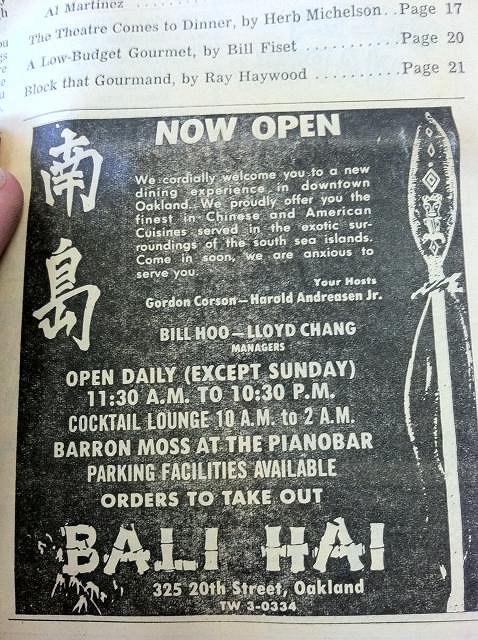 Al Martinez ................
The Theatre Comes to Dinner, by Herb Michelson..Page 17
A Low-Budget Gourmet, by Bill Fiset ............Page 20
Block that Gourmand, by Ray Haywood ...........Page 21
南島
NOW OPEN
We cordially welcome you to a new
dining experience in downtown
Oakland. We proudly offer you the
finest in Chinese and American
Cuisines served in the exotic sur-
roundings of the south sea islands.
Come in soon, we are anxious to
serve you.
Your Hosts
Gordon Corson—Harold Andreasen Jr.
BILL HOO—LLOYD CHANG
MANAGERS
OPEN DAILY (EXCEPT SUNDAY)
11:30 A.M. TO 10:30 P.M.
COCKTAIL LOUNGE 10 A.M. to 2 A.M.
BARRON MOSS AT THE PIANOBAR
PARKING FACILITIES AVAILABLE
ORDERS TO TAKE OUT
BALI HAI
325 20th Street, Oakland
TW 3-0334